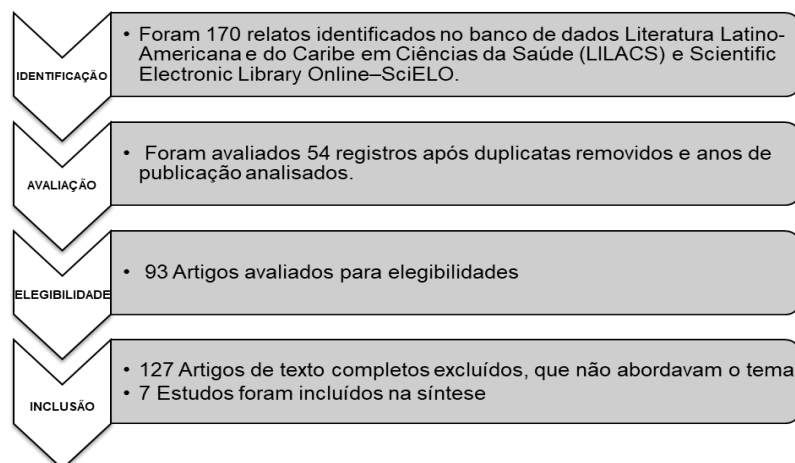 IDENTIFICAÇÃO
• Foram 170 relatos identificados no banco de dados Literatura Latino-
Americana e do Caribe em Ciências da Saúde (LILACS) e Scientific
Electronic Library Online–SciELO.
AVALIAÇÃO
• Foram avaliados 54 registros após duplicatas removidos e anos de
publicação analisados.
ELEGIBILIDADE
• 93 Artigos avaliados para elegibilidades
INCLUSÃO
• 127 Artigos de texto completos excluídos, que não abordavam o tema
• 7 Estudos foram incluídos na síntese